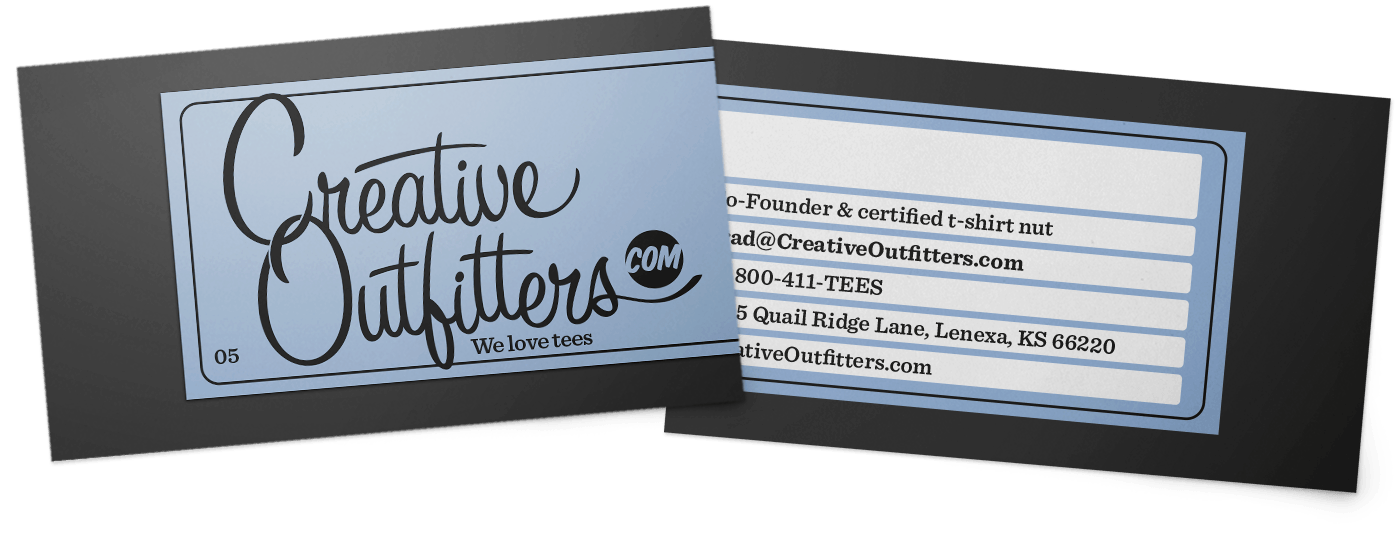 Creative
Outfitters
COM
We love tees
05
o-Founder & certified t-shirt nut
ad@CreativeOutfitters.com
800-411-TEES
5 Quail Ridge Lane, Lenexa, KS 66220
ativeOutfitters.com